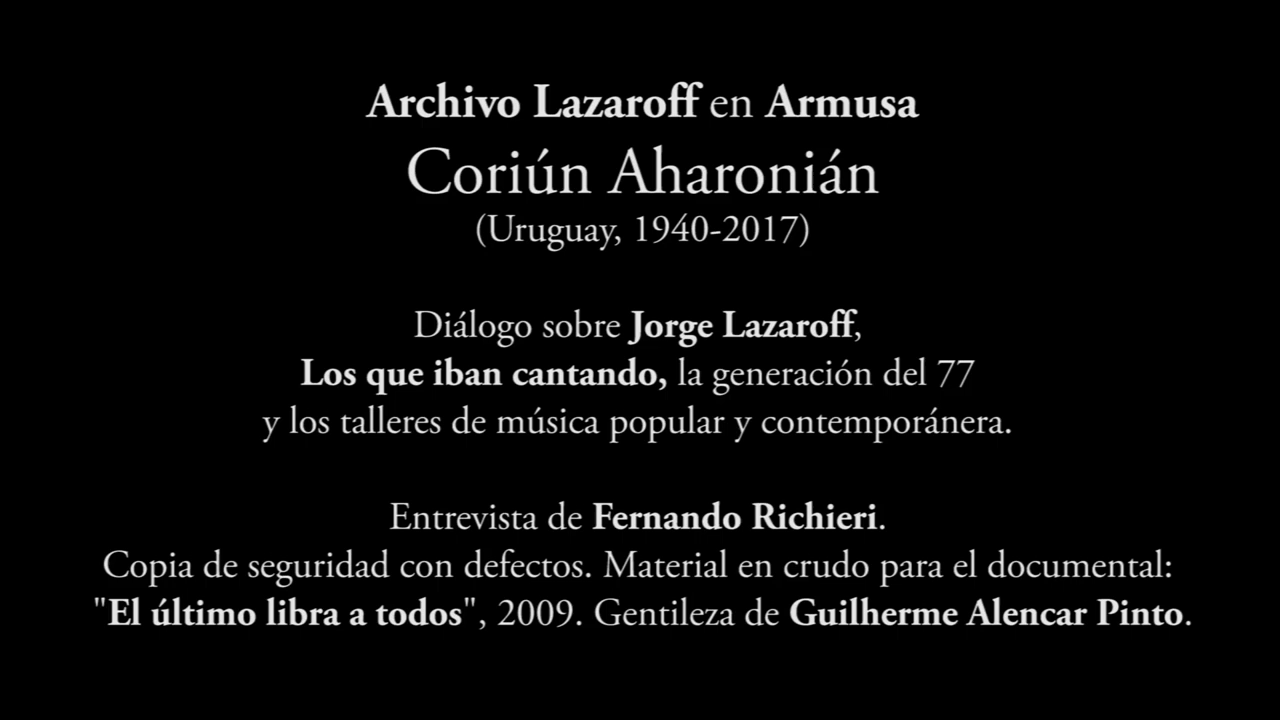 Archivo Lazaroff en Armusa
Coriún Aharonián
(Uruguay, 1940-2017)
Diálogo sobre Jorge Lazaroff,
Los que iban cantando, la generación del 77
y los talleres de música popular y contemporánera.
Entrevista de Fernando Richieri.
Copia de seguridad con defectos. Material en crudo para el documental:
"El último libra a todos", 2009. Gentileza de Guilherme Alencar Pinto.